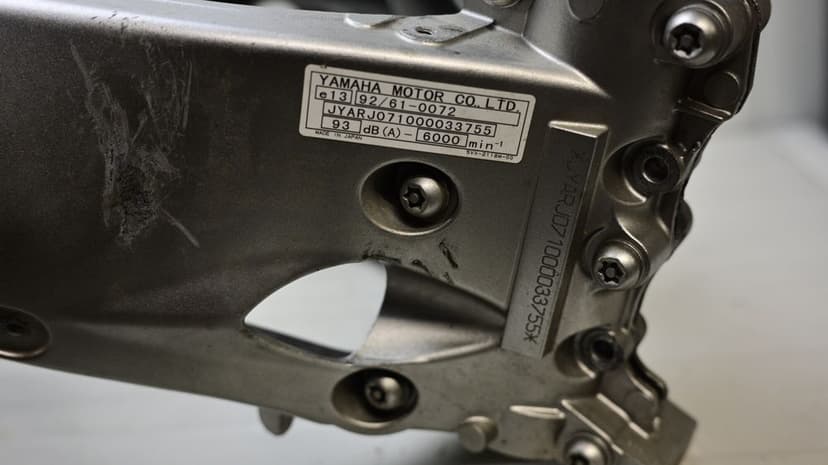 YAMAHA MOTOR CO.,LTD.
e13 92/61-0072
JYARJ071000033755
93 dB(A)- 6000 min⁻¹
MADE IN JAPAN
*JYARJ071000033755*